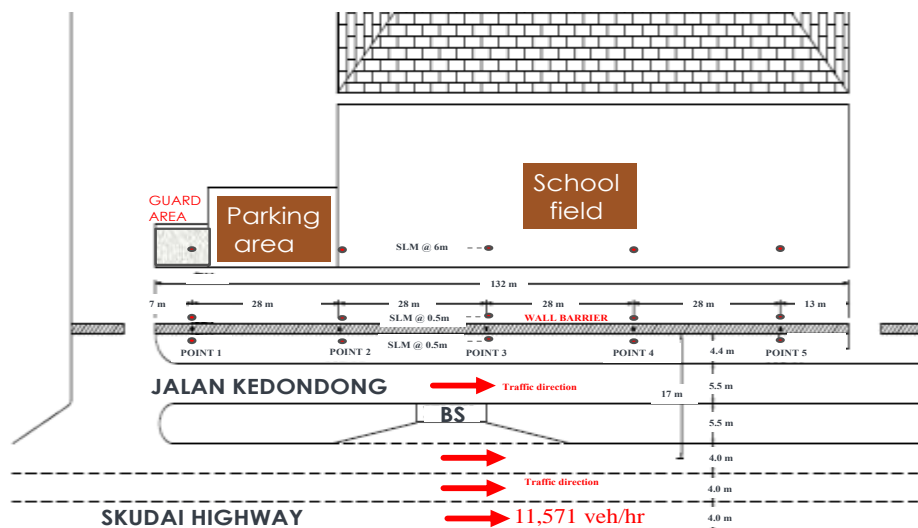 GUARD
AREA
Parking
area
School
field
SLM @ 6m
132 m
7 m
28 m
28 m
28 m
28 m
13 m
SLM @ 0.5m
WALL BARRIER
POINT 1
POINT 2
SLM @ 0.5m
POINT 3
POINT 4
POINT 5
4.4 m
JALAN KEDONDONG
Traffic direction
17 m
5.5 m
BS
5.5 m
4.0 m
Traffic direction
4.0 m
SKUDAI HIGHWAY
11,571 veh/hr
4.0 m